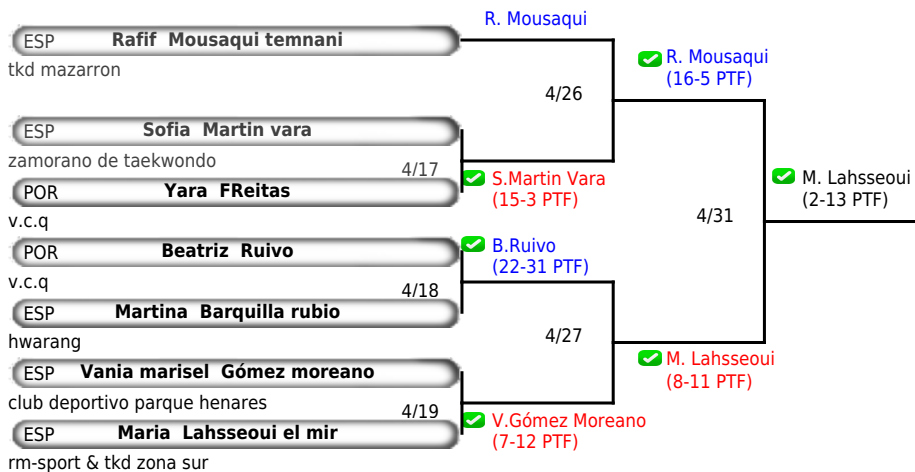 R. Mousaqui
ESP Rafif Mousaqui temnani
tkd mazarron
R. Mousaqui
(16-5 PTF)
4/26
ESP Sofia Martin vara
zamorano de taekwondo
4/17
S.Martin Vara
(15-3 PTF)
POR Yara FReitas
v.c.q
M. Lahsseoui
(2-13 PTF)
4/31
POR Beatriz Ruivo
v.c.q
B.Ruivo
(22-31 PTF)
4/18
ESP Martina Barquilla rubio
hwarang
4/27
M. Lahsseoui
(8-11 PTF)
ESP Vania marisel Gómez moreano
club deportivo parque henares
4/19
V.Gómez Moreano
(7-12 PTF)
ESP Maria Lahsseoui el mir
rm-sport & tkd zona sur